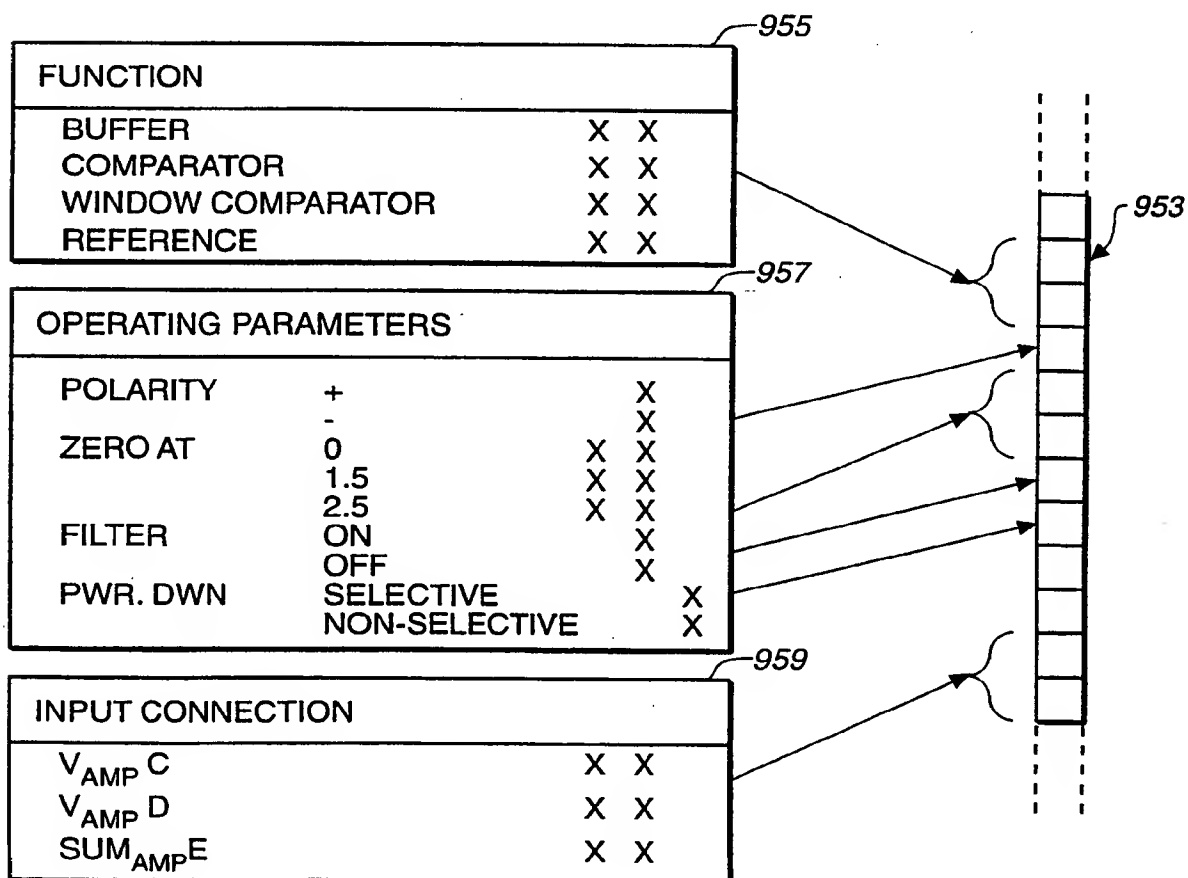 955
FUNCTION
BUFFER X X
COMPARATOR X X
WINDOW COMPARATOR X X
REFERENCE X X
953
957
OPERATING PARAMETERS
POLARITY + X
- X
ZERO AT 0 X X
1.5 X X
2.5 X X
FILTER ON X
OFF X
PWR. DWN SELECTIVE X
NON-SELECTIVE X
959
INPUT CONNECTION
VAMP C X X
VAMP D X X
SUMAMPE X X